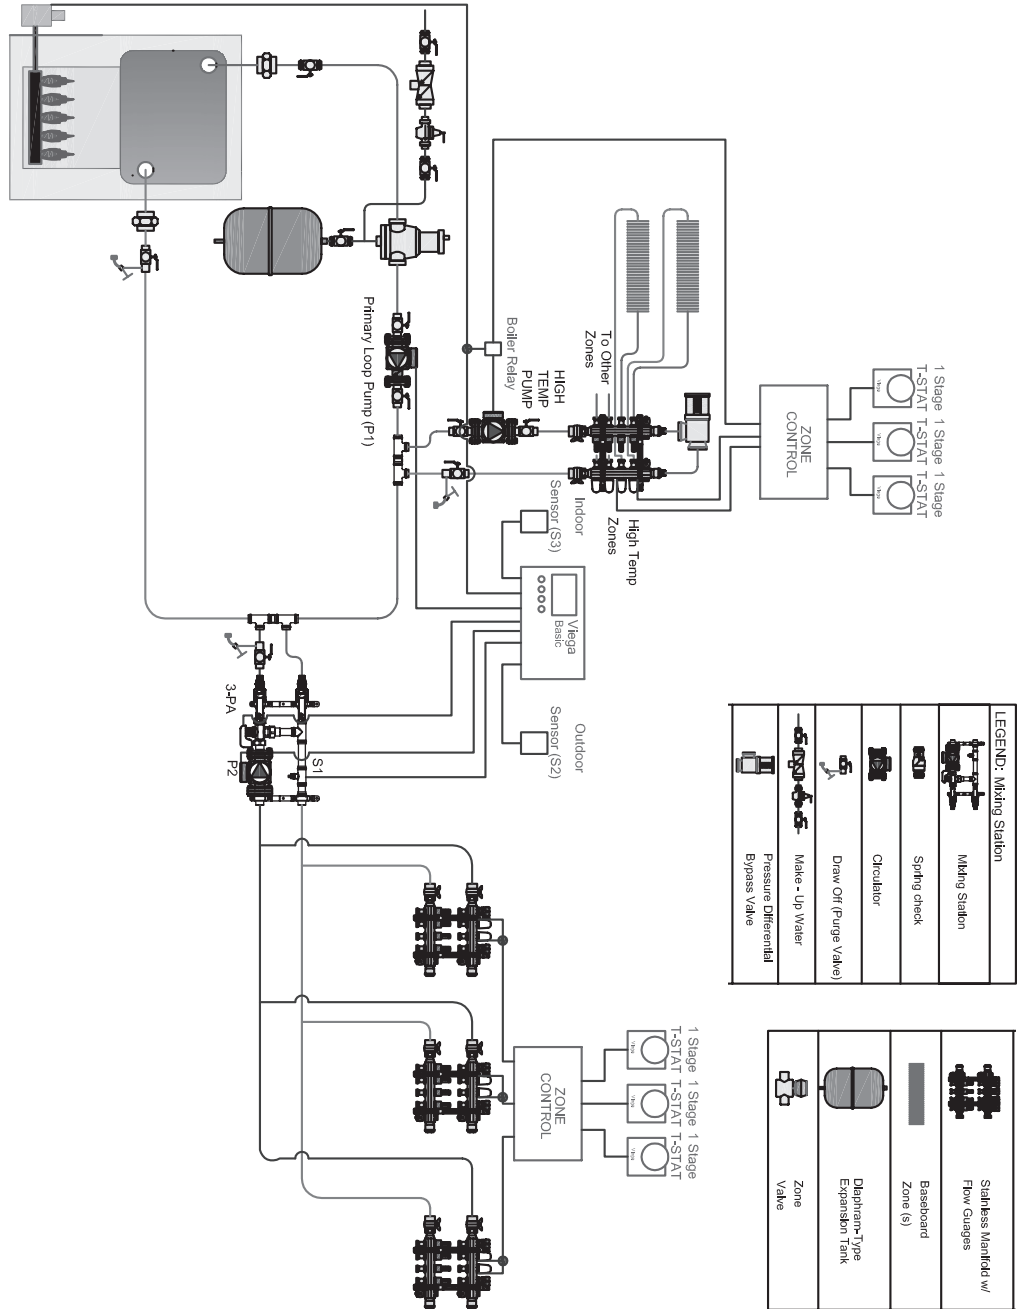 Primary Loop Pump (P1)
Boiler Relay
HIGH
TEMP
PUMP
To Other
Zones
1 Stage
T-STAT
1 Stage
T-STAT
1 Stage
T-STAT
ZONE
CONTROL
High Temp
Zones
Indoor
Sensor (S3)
Viega
Basic
Outdoor
Sensor (S2)
3-PA
P2
S1
1 Stage
T-STAT
1 Stage
T-STAT
1 Stage
T-STAT
ZONE
CONTROL
LEGEND: Mixing Station
Mixing Station
Spring check
Circulator
Draw Off (Purge Valve)
Make - Up Water
Pressure Differential
Bypass Valve
Stainless Manifold w/
Flow Guages
Baseboard
Zone (s)
Diaphram-Type
Expansion Tank
Zone
Valve